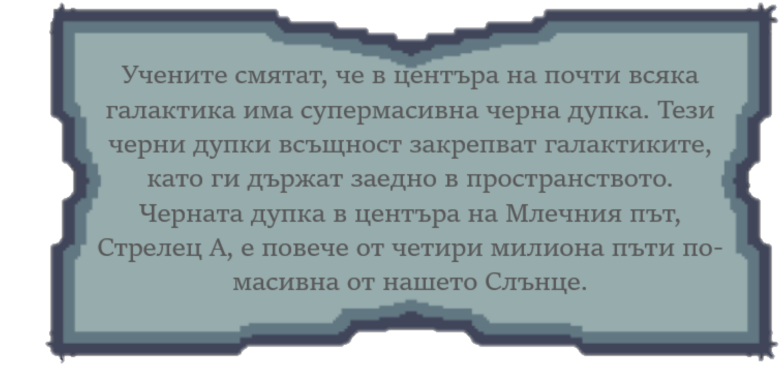 Учените смятат, че в центъра на почти всяка
галактика има супермасивна черна дупка. Тези
черни дупки всъщност закрепват галактиките,
като ги държат заедно в пространството.
Черната дупка в центъра на Млечния път,
Стрелец А, е повече от четири милиона пъти по-
масивна от нашето Слънце.